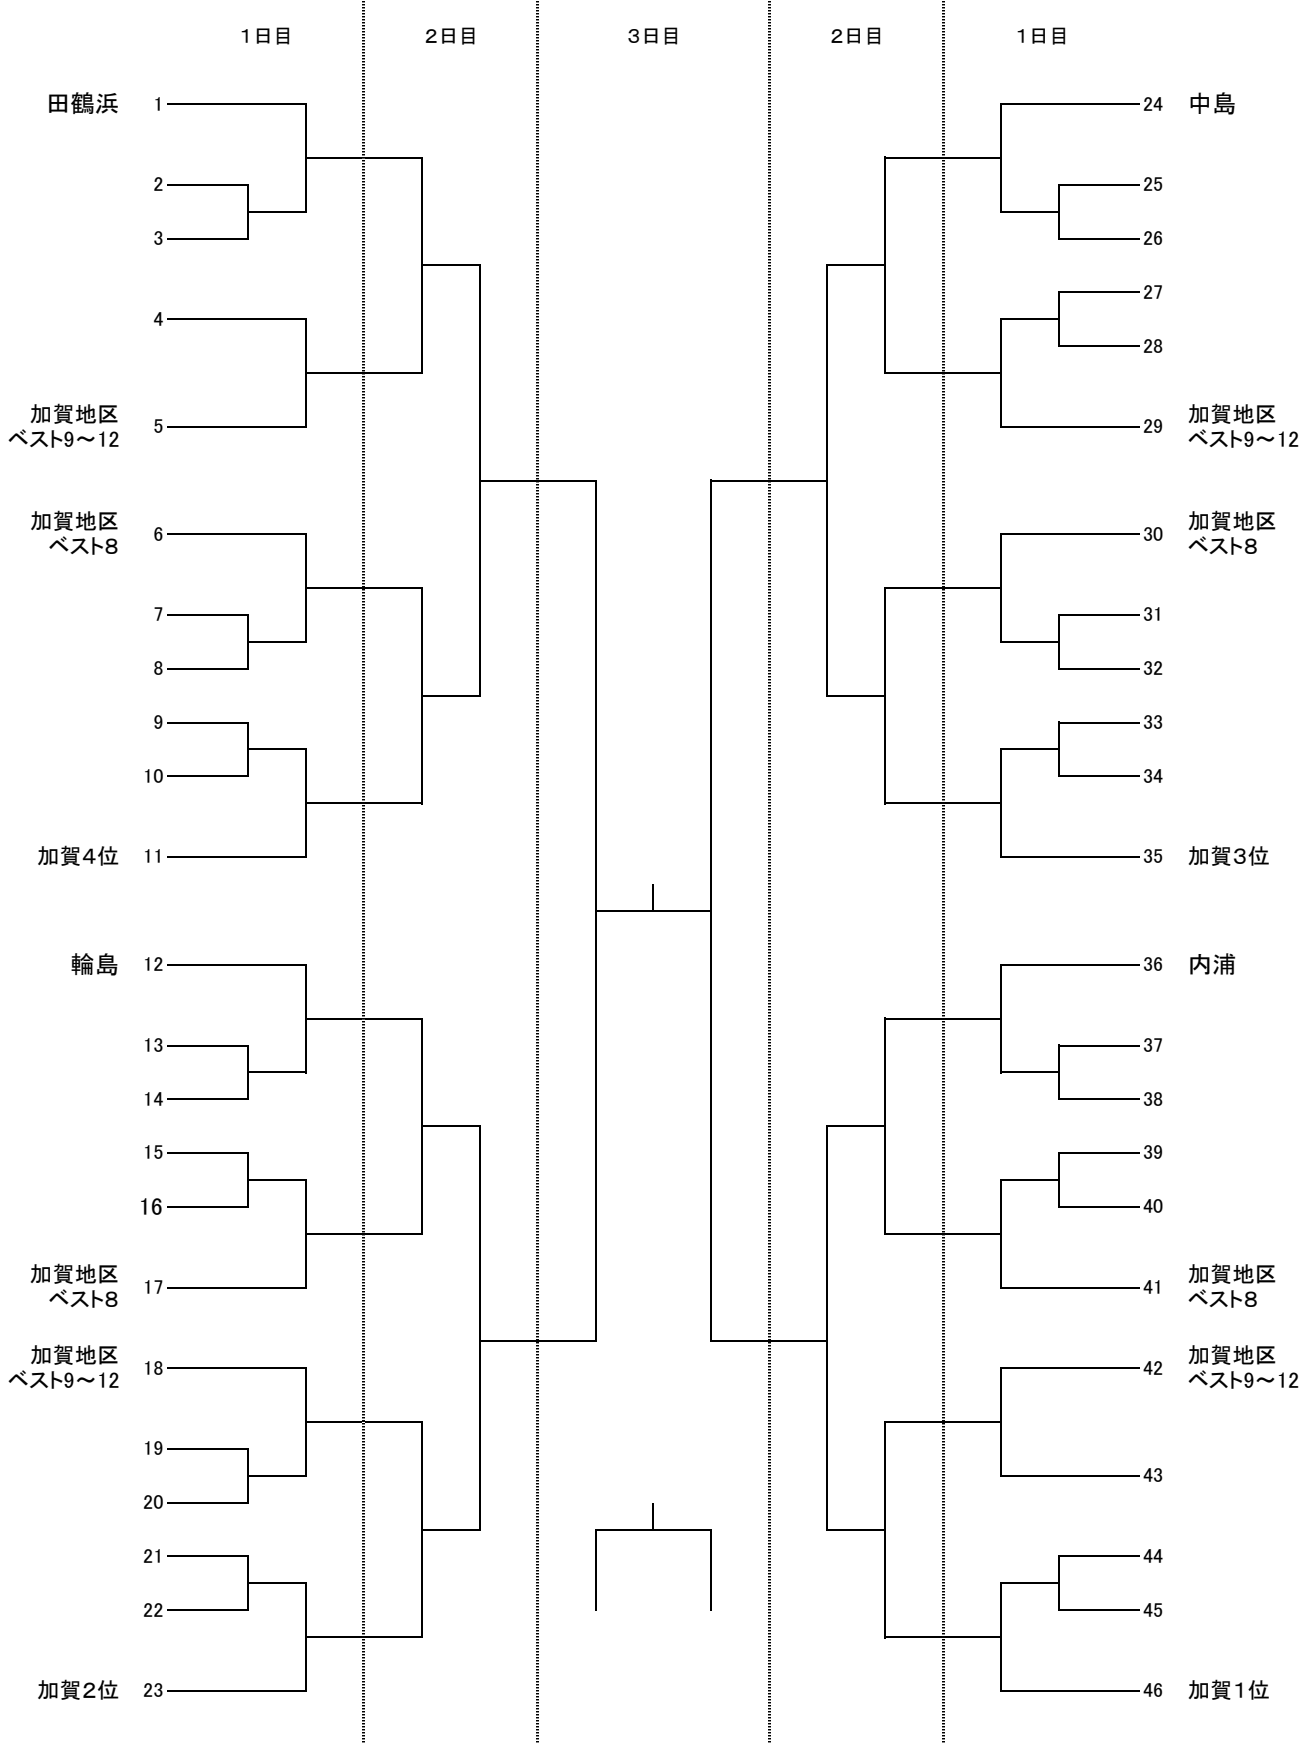 1日目 2日目 3日目 2日目 1日目
田鶴浜 1
2
3
4
加賀地区
ベスト9～12 5
加賀地区
ベスト8 6
7
8
9
10
加賀4位 11
輪島 12
13
14
15
16
加賀地区
ベスト8 17
加賀地区
ベスト9～12 18
19
20
21
22
加賀2位 23
24 中島
25
26
27
28
29 加賀地区
ベスト9～12
30 加賀地区
ベスト8
31
32
33
34
35 加賀3位
36 内浦
37
38
39
40
41 加賀地区
ベスト8
42 加賀地区
ベスト9～12
43
44
45
46 加賀1位